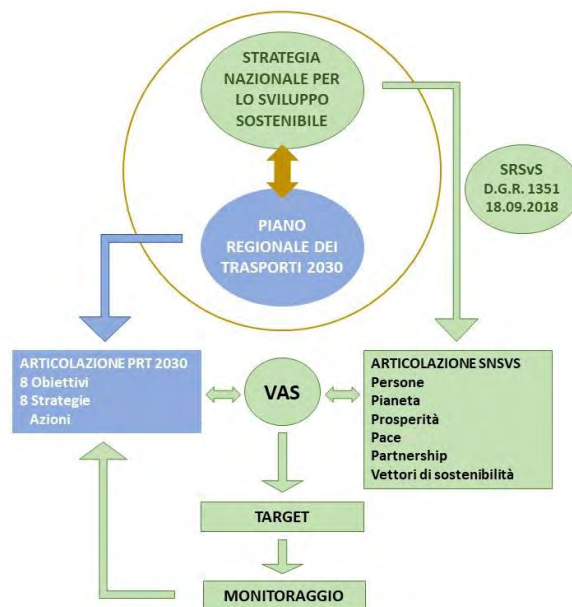 STRATEGIA
NAZIONALE PER
LO SVILUPPO
SOSTENIBILE
SRSvS
D.G.R. 1351
18.09.2018
PIANO
REGIONALE DEI
TRASPORTI 2030
ARTICOLAZIONE PRT 2030
8 Obiettivi
8 Strategie
Azioni
VAS
ARTICOLAZIONE SNSVS
Persone
Pianeta
Prosperità
Pace
Partnership
Vettori di sostenibilità
TARGET
MONITORAGGIO